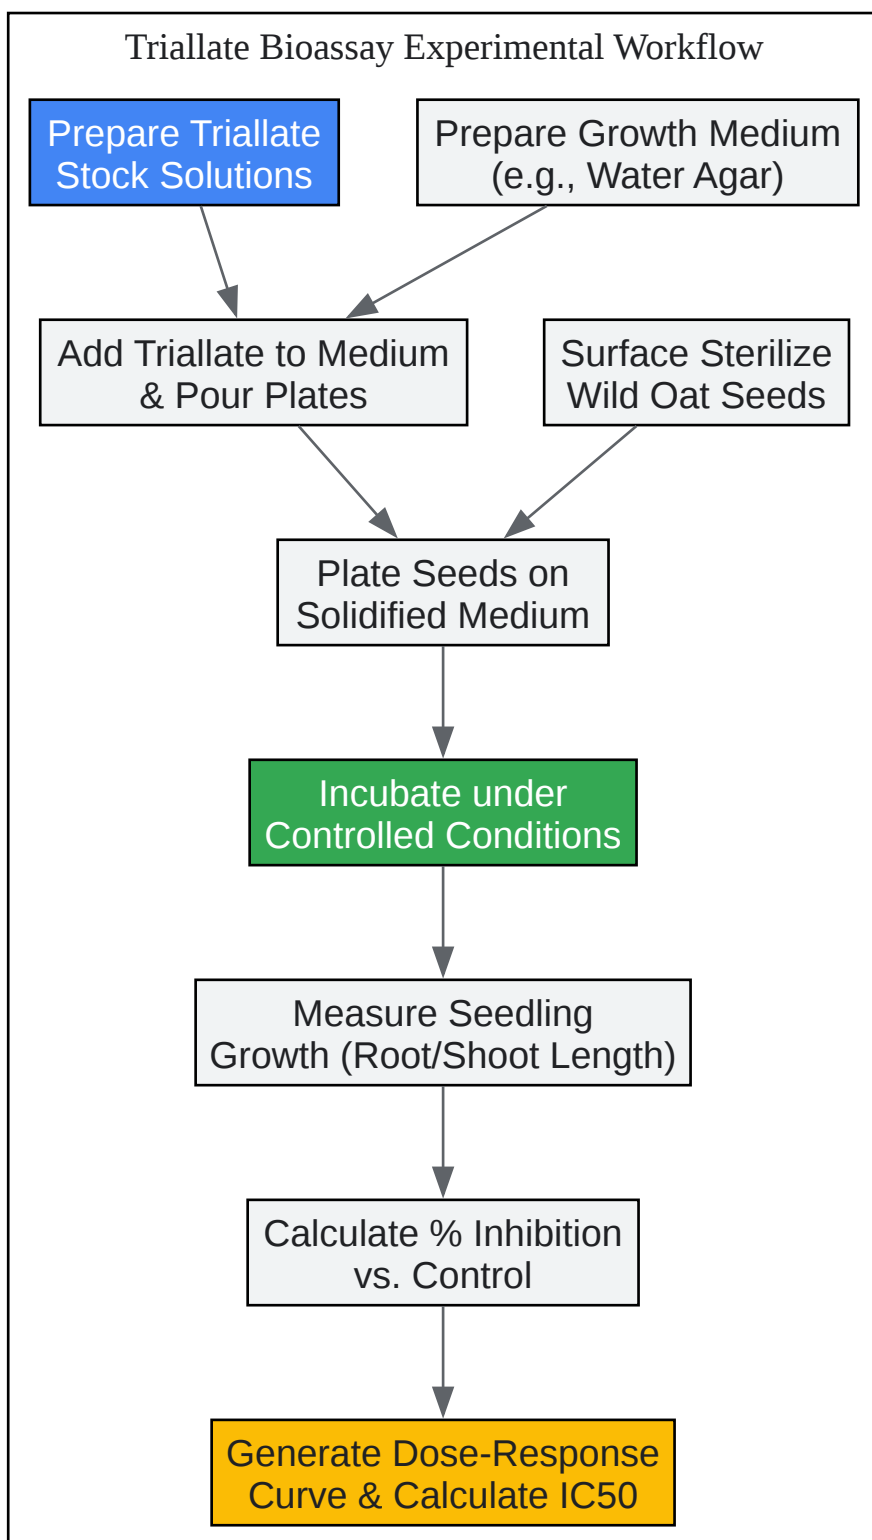 Triallate Bioassay Experimental Workflow
Prepare Triallate
Stock Solutions
Prepare Growth Medium
(e.g., Water Agar)
Add Triallate to Medium
& Pour Plates
Surface Sterilize
Wild Oat Seeds
Plate Seeds on
Solidified Medium
Incubate under
Controlled Conditions
Measure Seedling
Growth (Root/Shoot Length)
Calculate % Inhibition
vs. Control
Generate Dose-Response
Curve & Calculate IC50